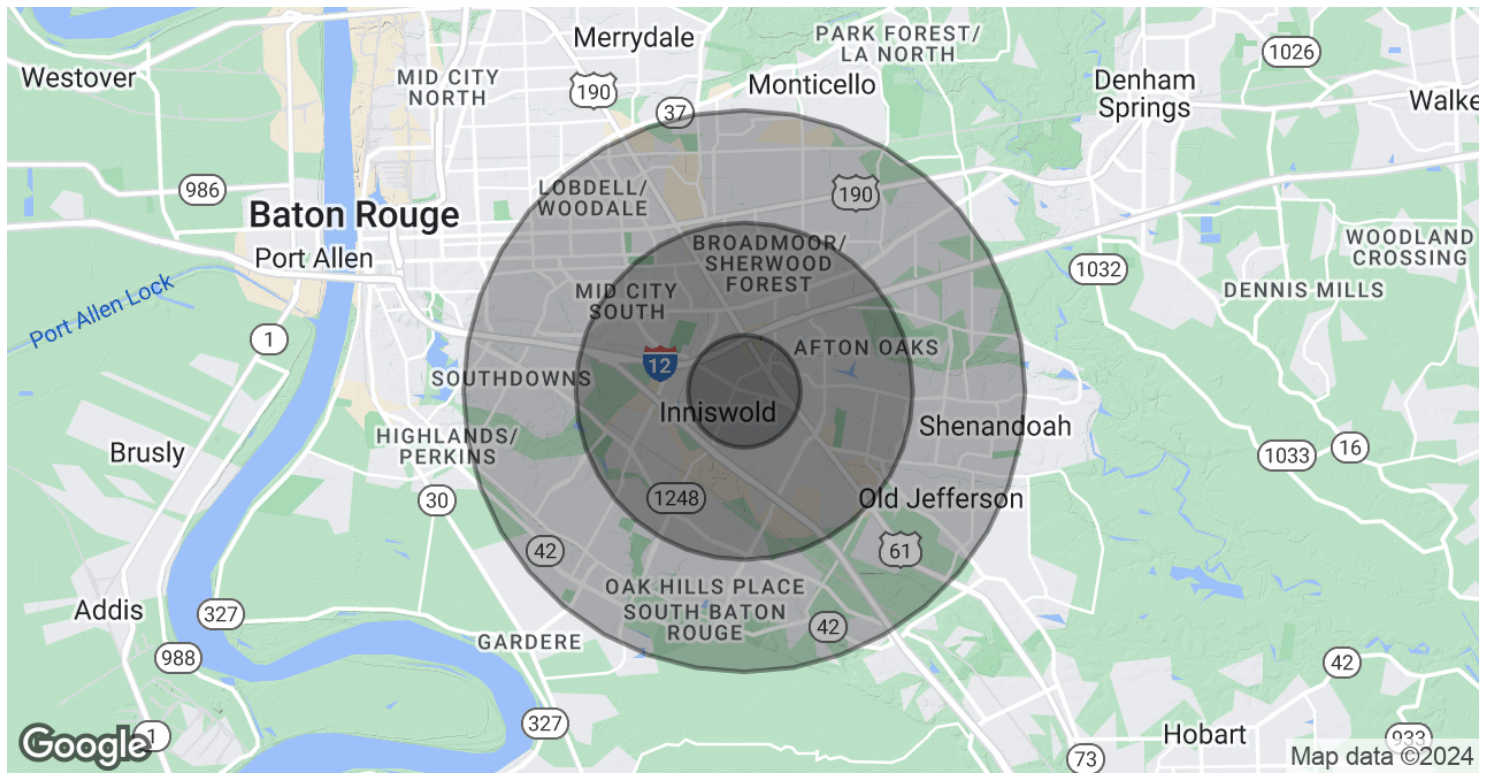 Merrydale
PARK FOREST/
LA NORTH
1026
Westover
MID CITY
NORTH
190
Monticello
Denham
Springs
Walke
37
986
LOBDELL/
WOODALE
190
Baton Rouge
Port Allen
BROADMOOR/
SHERWOOD
FOREST
WOODLAND
CROSSING
1032
DENNIS MILLS
Port Allen Lock
MID CITY
SOUTH
1
12
AFTON OAKS
SOUTHDOWNS
Inniswold
Shenandoah
HIGHLANDS/
PERKINS
Brusly
16
1033
30
1248
Old Jefferson
42
61
OAK HILLS PLACE
SOUTH BATON
ROUGE
Addis
327
42
GARDERE
988
42
327
Hobart
Google
1
933
73
Map data ©2024